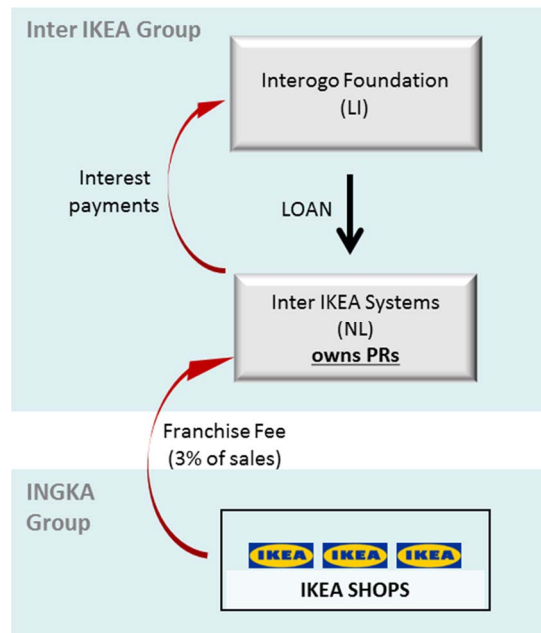 Inter IKEA Group
Interogo Foundation
(LI)
Interest
payments
LOAN
Inter IKEA Systems
(NL)
owns PRs
Franchise Fee
(3% of sales)
INGKA
Group
IKEA IKEA IKEA
IKEA SHOPS